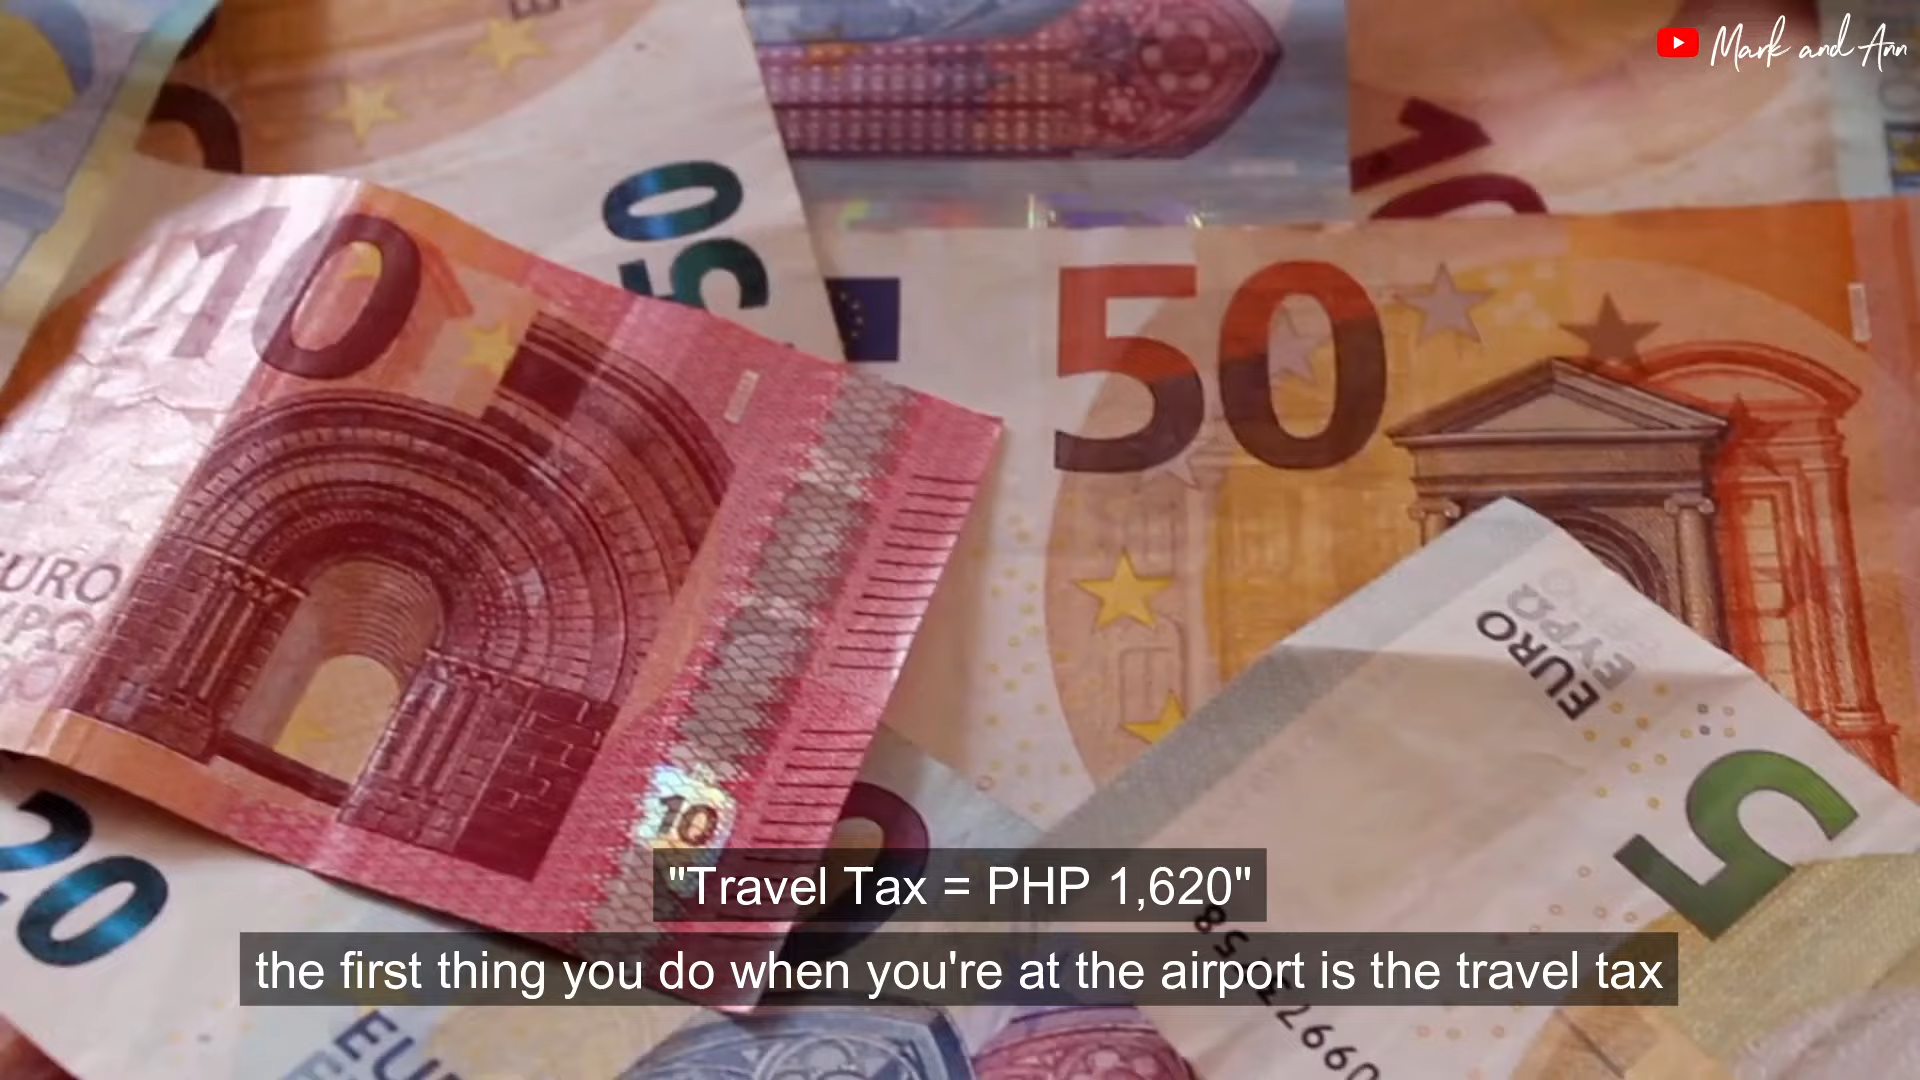 Mark and Ann
10
50
50
10
EURO
EURO
ΕΥΡΩ
5
10
20
"Travel Tax = PHP 1,620"
the first thing you do when you're at the airport is the travel tax